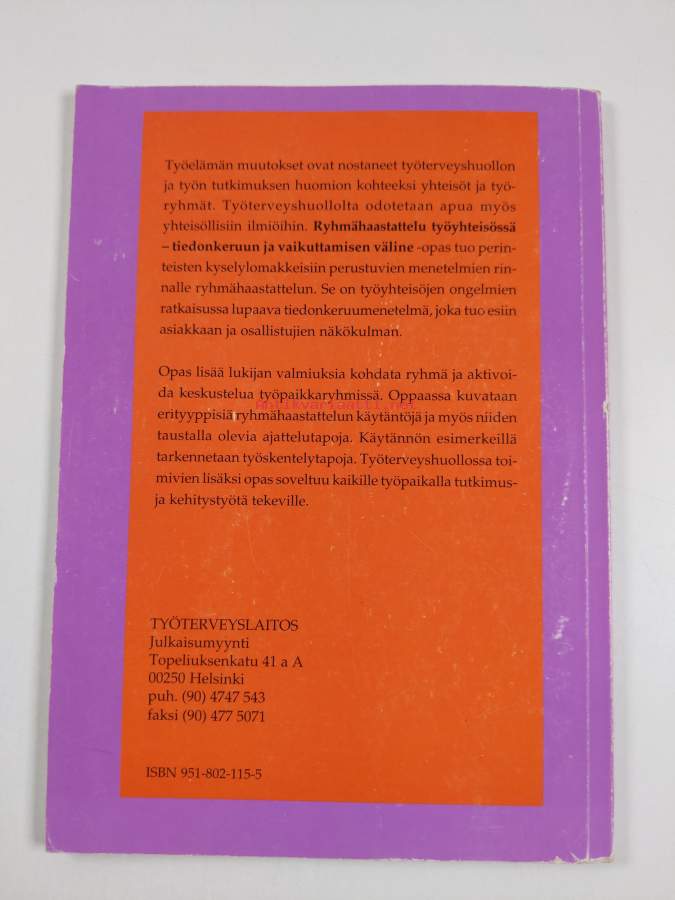 Työelämän muutokset ovat nostaneet työterveyshuollon
ja työn tutkimuksen huomion kohteeksi yhteisöt ja työ-
ryhmät. Työterveyshuollolta odotetaan apua myös
yhteisöllisiin ilmiöihin. Ryhmähaastattelu työyhteisössä
– tiedonkeruun ja vaikuttamisen väline -opas tuo perin-
teisten kyselylomakkeisiin perustuvien menetelmien rin-
nalle ryhmähaastattelun. Se on työyhteisöjen ongelmien
ratkaisussa lupaava tiedonkeruumenetelmä, joka tuo esiin
asiakkaan ja osallistujien näkökulman.
Opas lisää lukijan valmiuksia kohdata ryhmä ja aktivoi-
da keskustelua työpaikkaryhmissä. Oppaassa kuvataan
Antikvariaatti.net
erityyppisiä ryhmähaastattelun käytäntöjä ja myös niiden
taustalla olevia ajattelutapoja. Käytännön esimerkeillä
tarkennetaan työskentelytapoja. Työterveyshuollossa toi-
mivien lisäksi opas soveltuu kaikille työpaikalla tutkimus-
ja kehitystyötä tekeville.
TYÖTERVEYSLAITOS
Julkaisumyynti
Topeliuksenkatu 41 a A
00250 Helsinki
puh. (90) 4747 543
faksi (90) 477 5071
ISBN 951-802-115-5